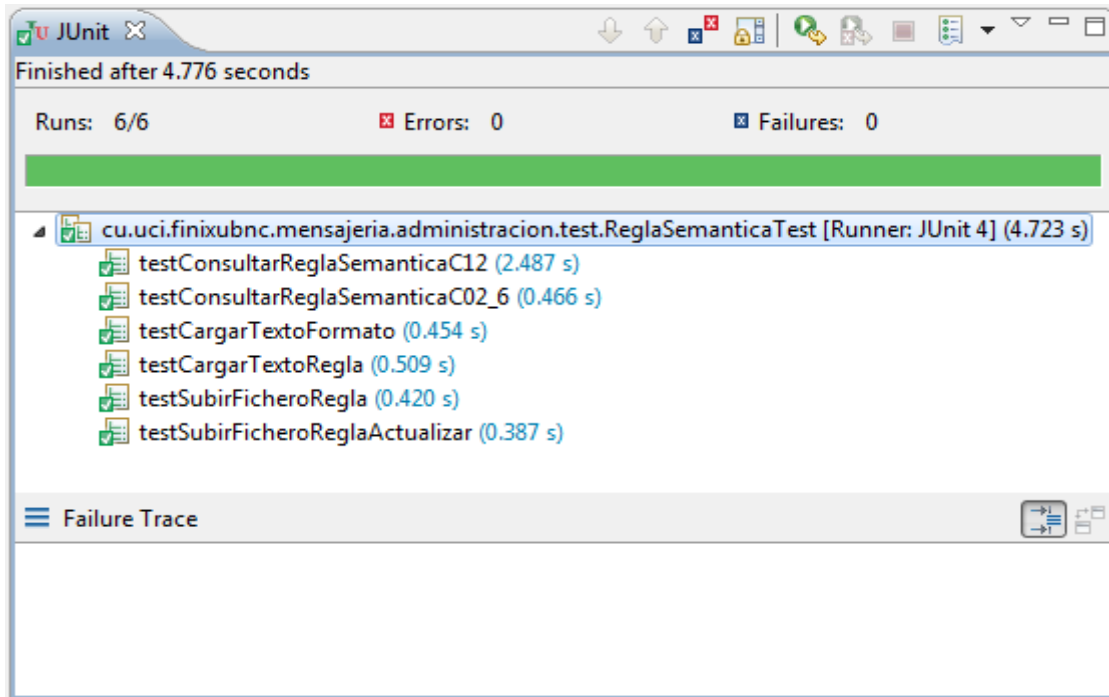 JUnit
Finished after 4.776 seconds
Runs: 6/6 Errors: 0 Failures: 0
cu.uci.finixubnc.mensajeria.administracion.test.ReglaSemanticaTest [Runner: JUnit 4] (4.723 s)
testConsultarReglaSemanticaC12 (2.487 s)
testConsultarReglaSemanticaC02_6 (0.466 s)
testCargarTextoFormato (0.454 s)
testCargarTextoRegla (0.509 s)
testSubirFicheroRegla (0.420 s)
testSubirFicheroReglaActualizar (0.387 s)
Failure Trace